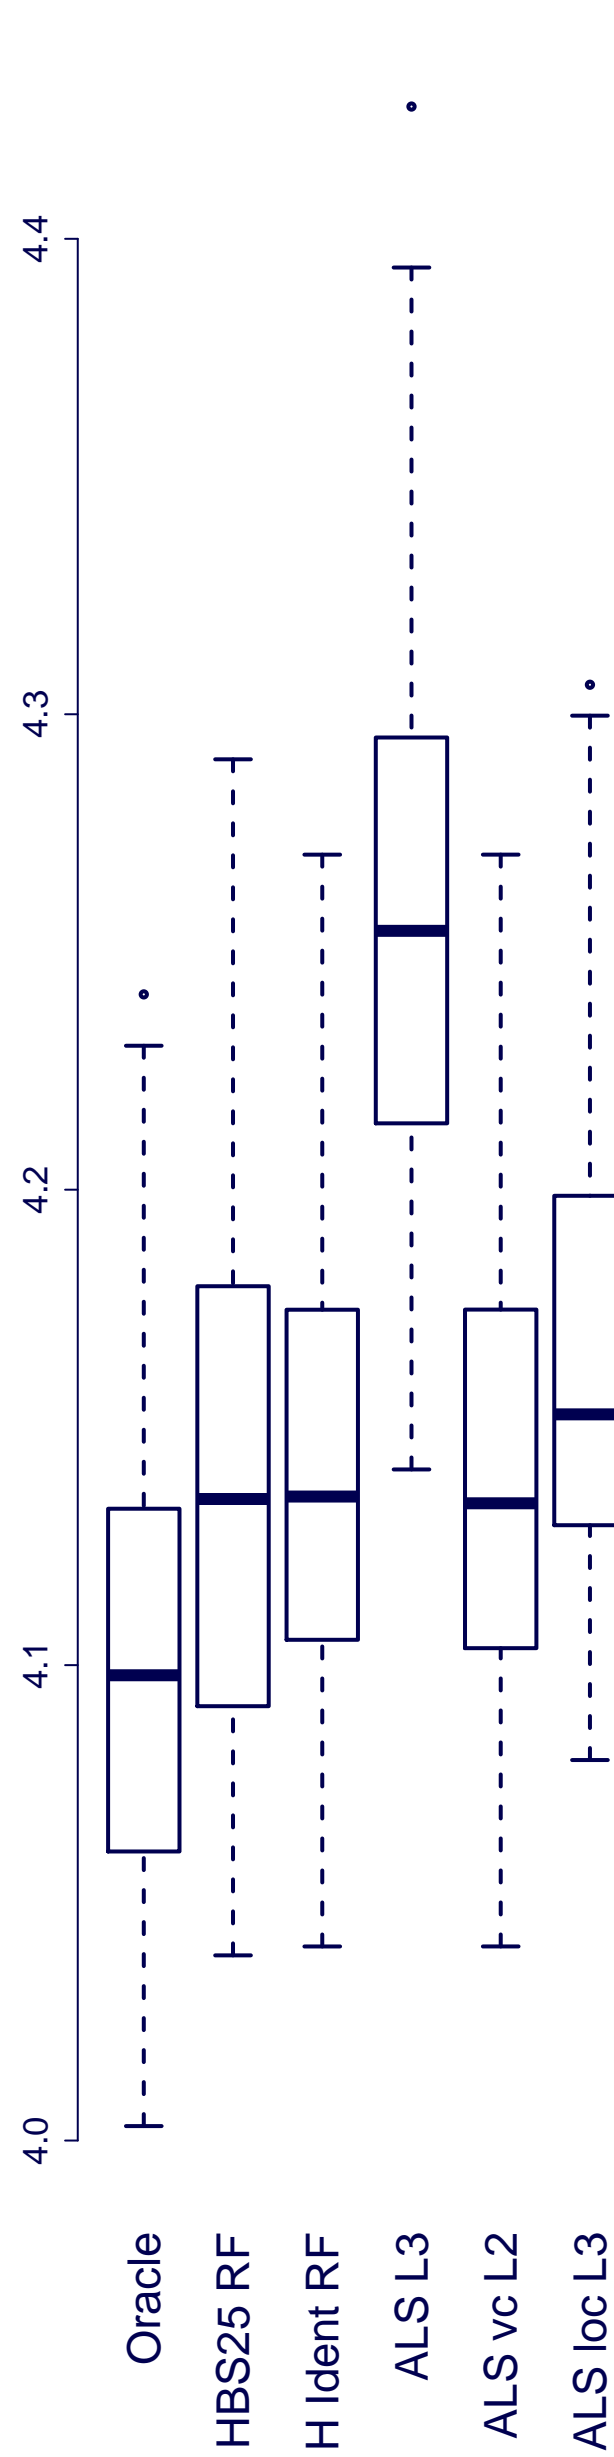 4.4
4.3
4.2
4.1
4.0
Oracle
HBS25 RF
H Ident RF
ALS L3
ALS vc L2
ALS loc L3